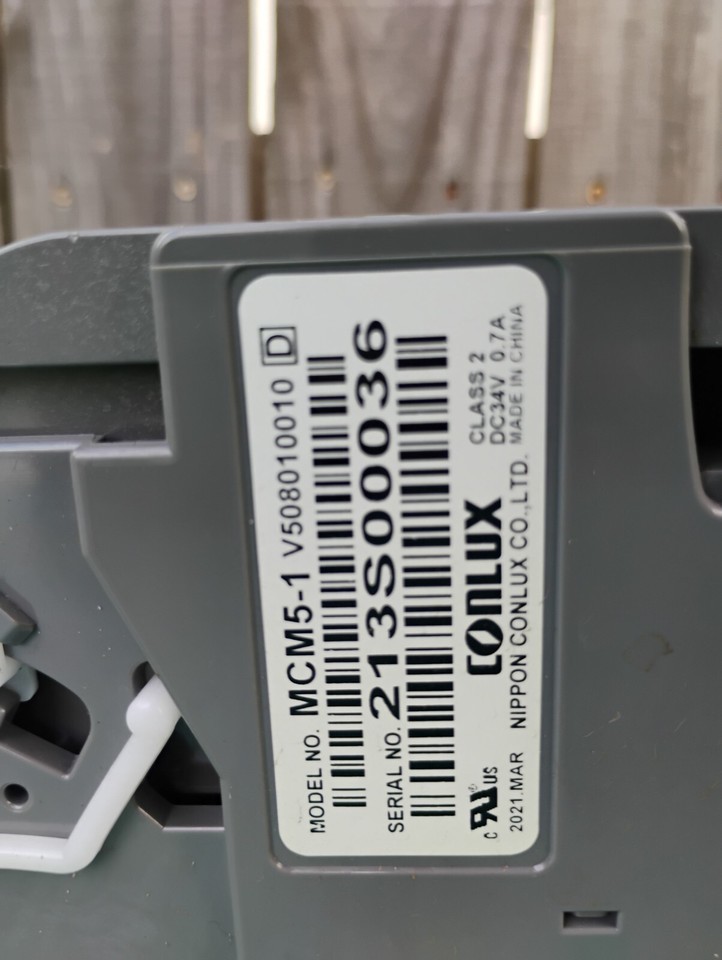 MODEL NO. MCM5-1 V508010010 D
SERIAL NO. 213S00036
CONLUX
CLASS 2
DC34V 0.7A
c RU US
2021.MAR NIPPON CONLUX CO.,LTD. MADE IN CHINA